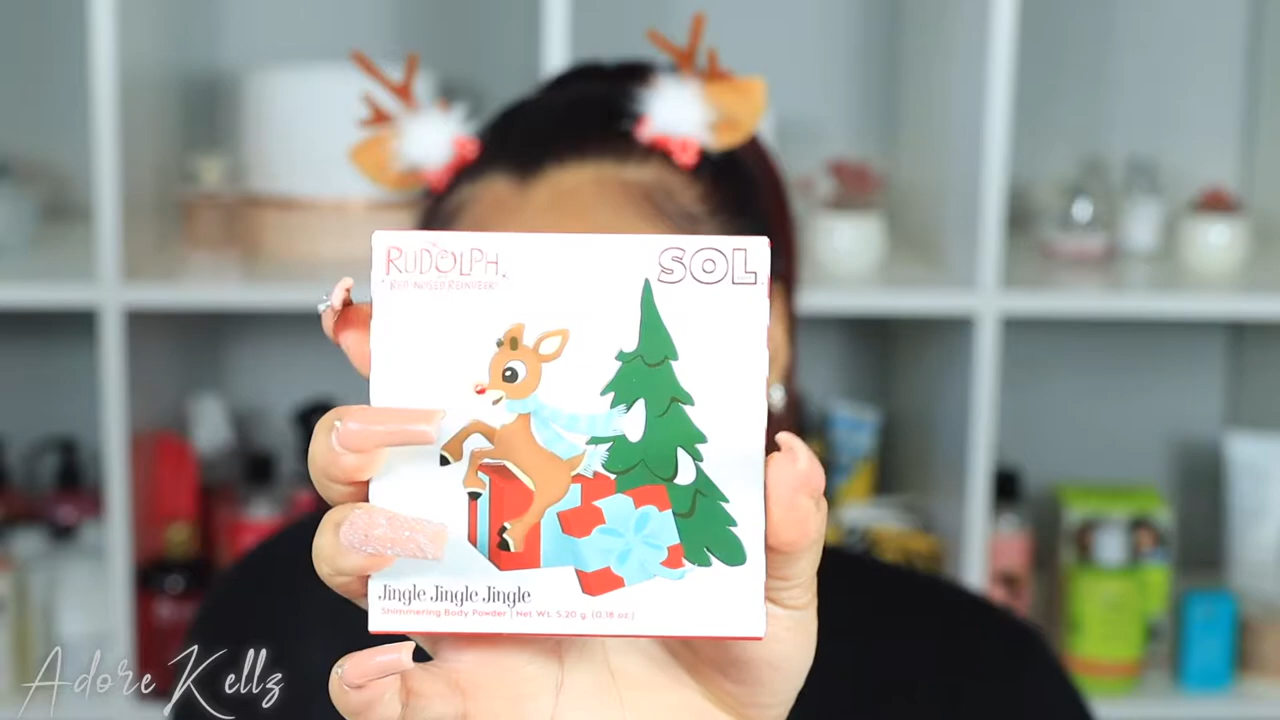 RUDOLPH
RED-NOSED REINDEER
SOL
Jingle Jingle Jingle
Shimmering Body Powder | Net Wt. 5.20 g. (0.18 oz.)
Adore Kellz